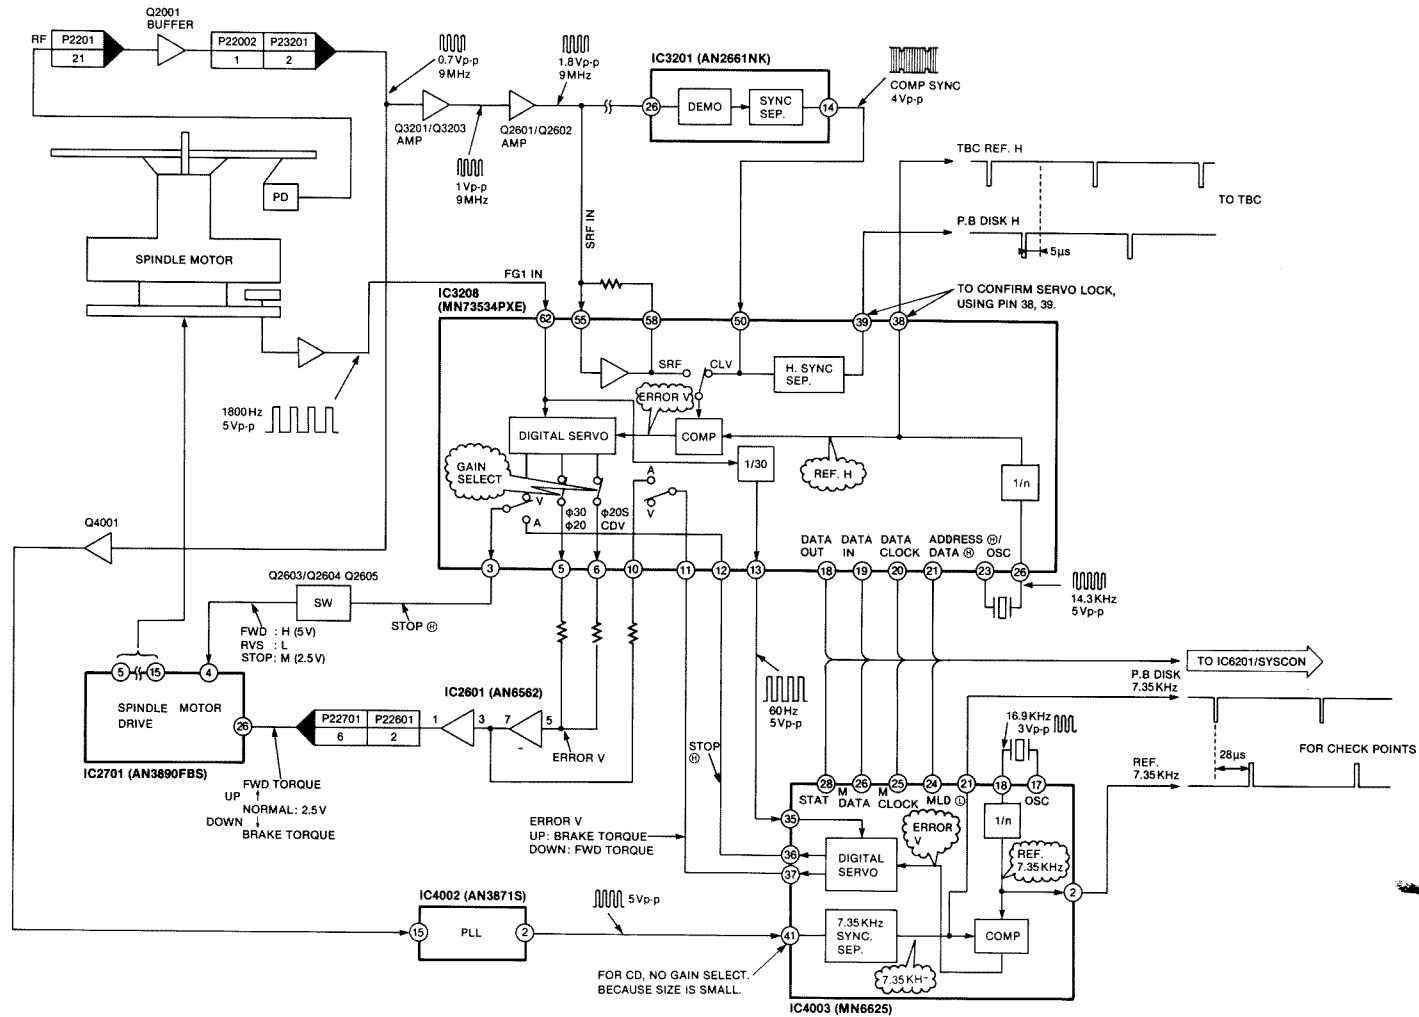 Q2001
BUFFER
RF
P2201
21
P22002
P23201
1
2
0.7Vp-p
9MHz
1.8Vp-p
9MHz
IC3201 (AN2661NK)
26
DEMO
SYNC
SEP.
14
COMP SYNC
4Vp-p
Q3201/Q3203
AMP
Q2601/Q2602
AMP
1Vp-p
9MHz
PD
SPINDLE MOTOR
SRF IN
TBC REF. H
TO TBC
P.B DISK H
5µs
FG1 IN
IC3208
(MN73534PXE)
TO CONFIRM SERVO LOCK,
USING PIN 38, 39.
62
55
58
50
39
38
1800Hz
5Vp-p
SRF
CLV
H. SYNC
SEP.
ERROR V
DIGITAL SERVO
COMP
REF. H
GAIN
SELECT
1/30
1/n
V
A
A
V
φ30
φ20
φ20S
CDV
Q4001
DATA
OUT
DATA
IN
DATA
CLOCK
ADDRESS Ⓗ/
DATA Ⓗ
OSC
3
5
6
10
11
12
13
18
19
20
21
23
26
14.3KHz
5Vp-p
Q2603/Q2604 Q2605
SW
STOP Ⓗ
FWD : H (5V)
RVS : L
STOP: M (2.5V)
5
15
4
SPINDLE MOTOR
DRIVE
26
IC2701 (AN3890FBS)
P22701
P22601
6
2
IC2601 (AN6562)
1
3
7
5
ERROR V
FWD TORQUE
UP
NORMAL: 2.5V
DOWN
BRAKE TORQUE
60Hz
5Vp-p
STOP
Ⓗ
TO IC6201/SYSCON
P.B DISK
7.35KHz
16.9KHz
3Vp-p
28µs
FOR CHECK POINTS
REF.
7.35KHz
28
26
25
24
21
18
17
STAT
M
DATA
M
CLOCK
MLD Ⓛ
OSC
1/n
35
36
37
DIGITAL
SERVO
ERROR
V
REF.
7.35KHz
2
ERROR V
UP: BRAKE TORQUE
DOWN: FWD TORQUE
IC4002 (AN3871S)
15
PLL
2
5Vp-p
41
7.35KHz
SYNC.
SEP.
COMP
FOR CD, NO GAIN SELECT.
BECAUSE SIZE IS SMALL.
IC4003 (MN6625)